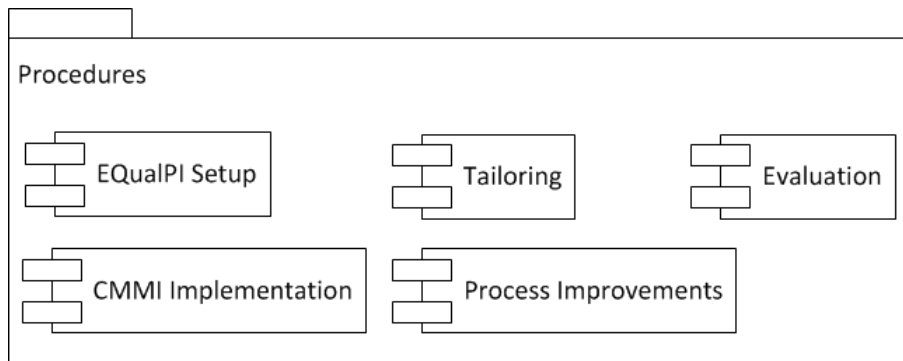 Procedures
EQualPI Setup
Tailoring
Evaluation
CMMI Implementation
Process Improvements